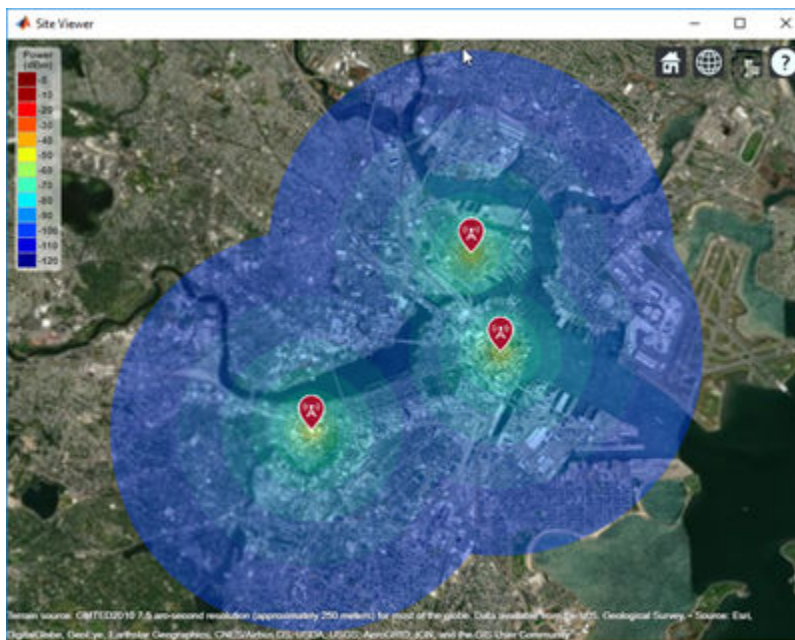 Site Viewer
Power
(dBm)
-5
-10
-20
-30
-40
-50
-60
-70
-80
-90
-100
-110
-120
?
Terrain source: GMTED2010 7.5 arc-second resolution (approximately 250 meters) for most of the globe. Data available from the U.S. Geological Survey. • Source: Esri,
DigitalGlobe, GeoEye, Earthstar Geographics, CNES/Airbus DS, USDA, USGS, AeroGRID, IGN, and the GIS User Community